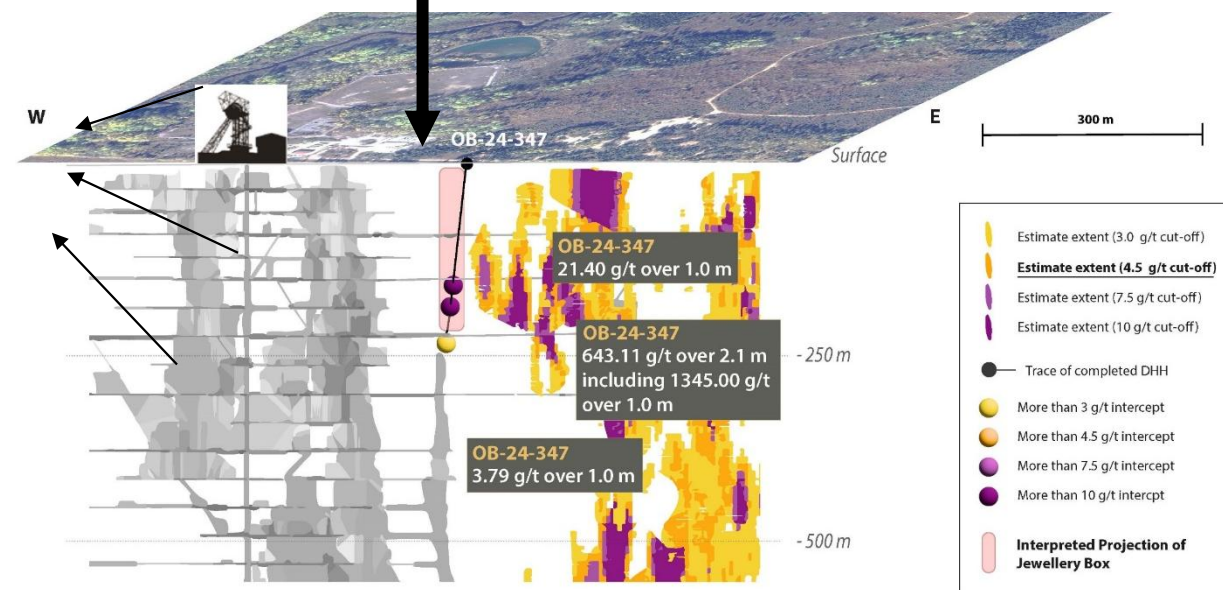 W
OB-24-347
E
300 m
Surface
OB-24-347
21.40 g/t over 1.0 m
OB-24-347
643.11 g/t over 2.1 m
including 1345.00 g/t
over 1.0 m
- 250 m
OB-24-347
3.79 g/t over 1.0 m
- 500 m
Estimate extent (3.0 g/t cut-off)
Estimate extent (4.5 g/t cut-off)
Estimate extent (7.5 g/t cut-off)
Estimate extent (10 g/t cut-off)
Trace of completed DHH
More than 3 g/t intercept
More than 4.5 g/t intercept
More than 7.5 g/t intercept
More than 10 g/t intercpt
Interpreted Projection of
Jewellery Box